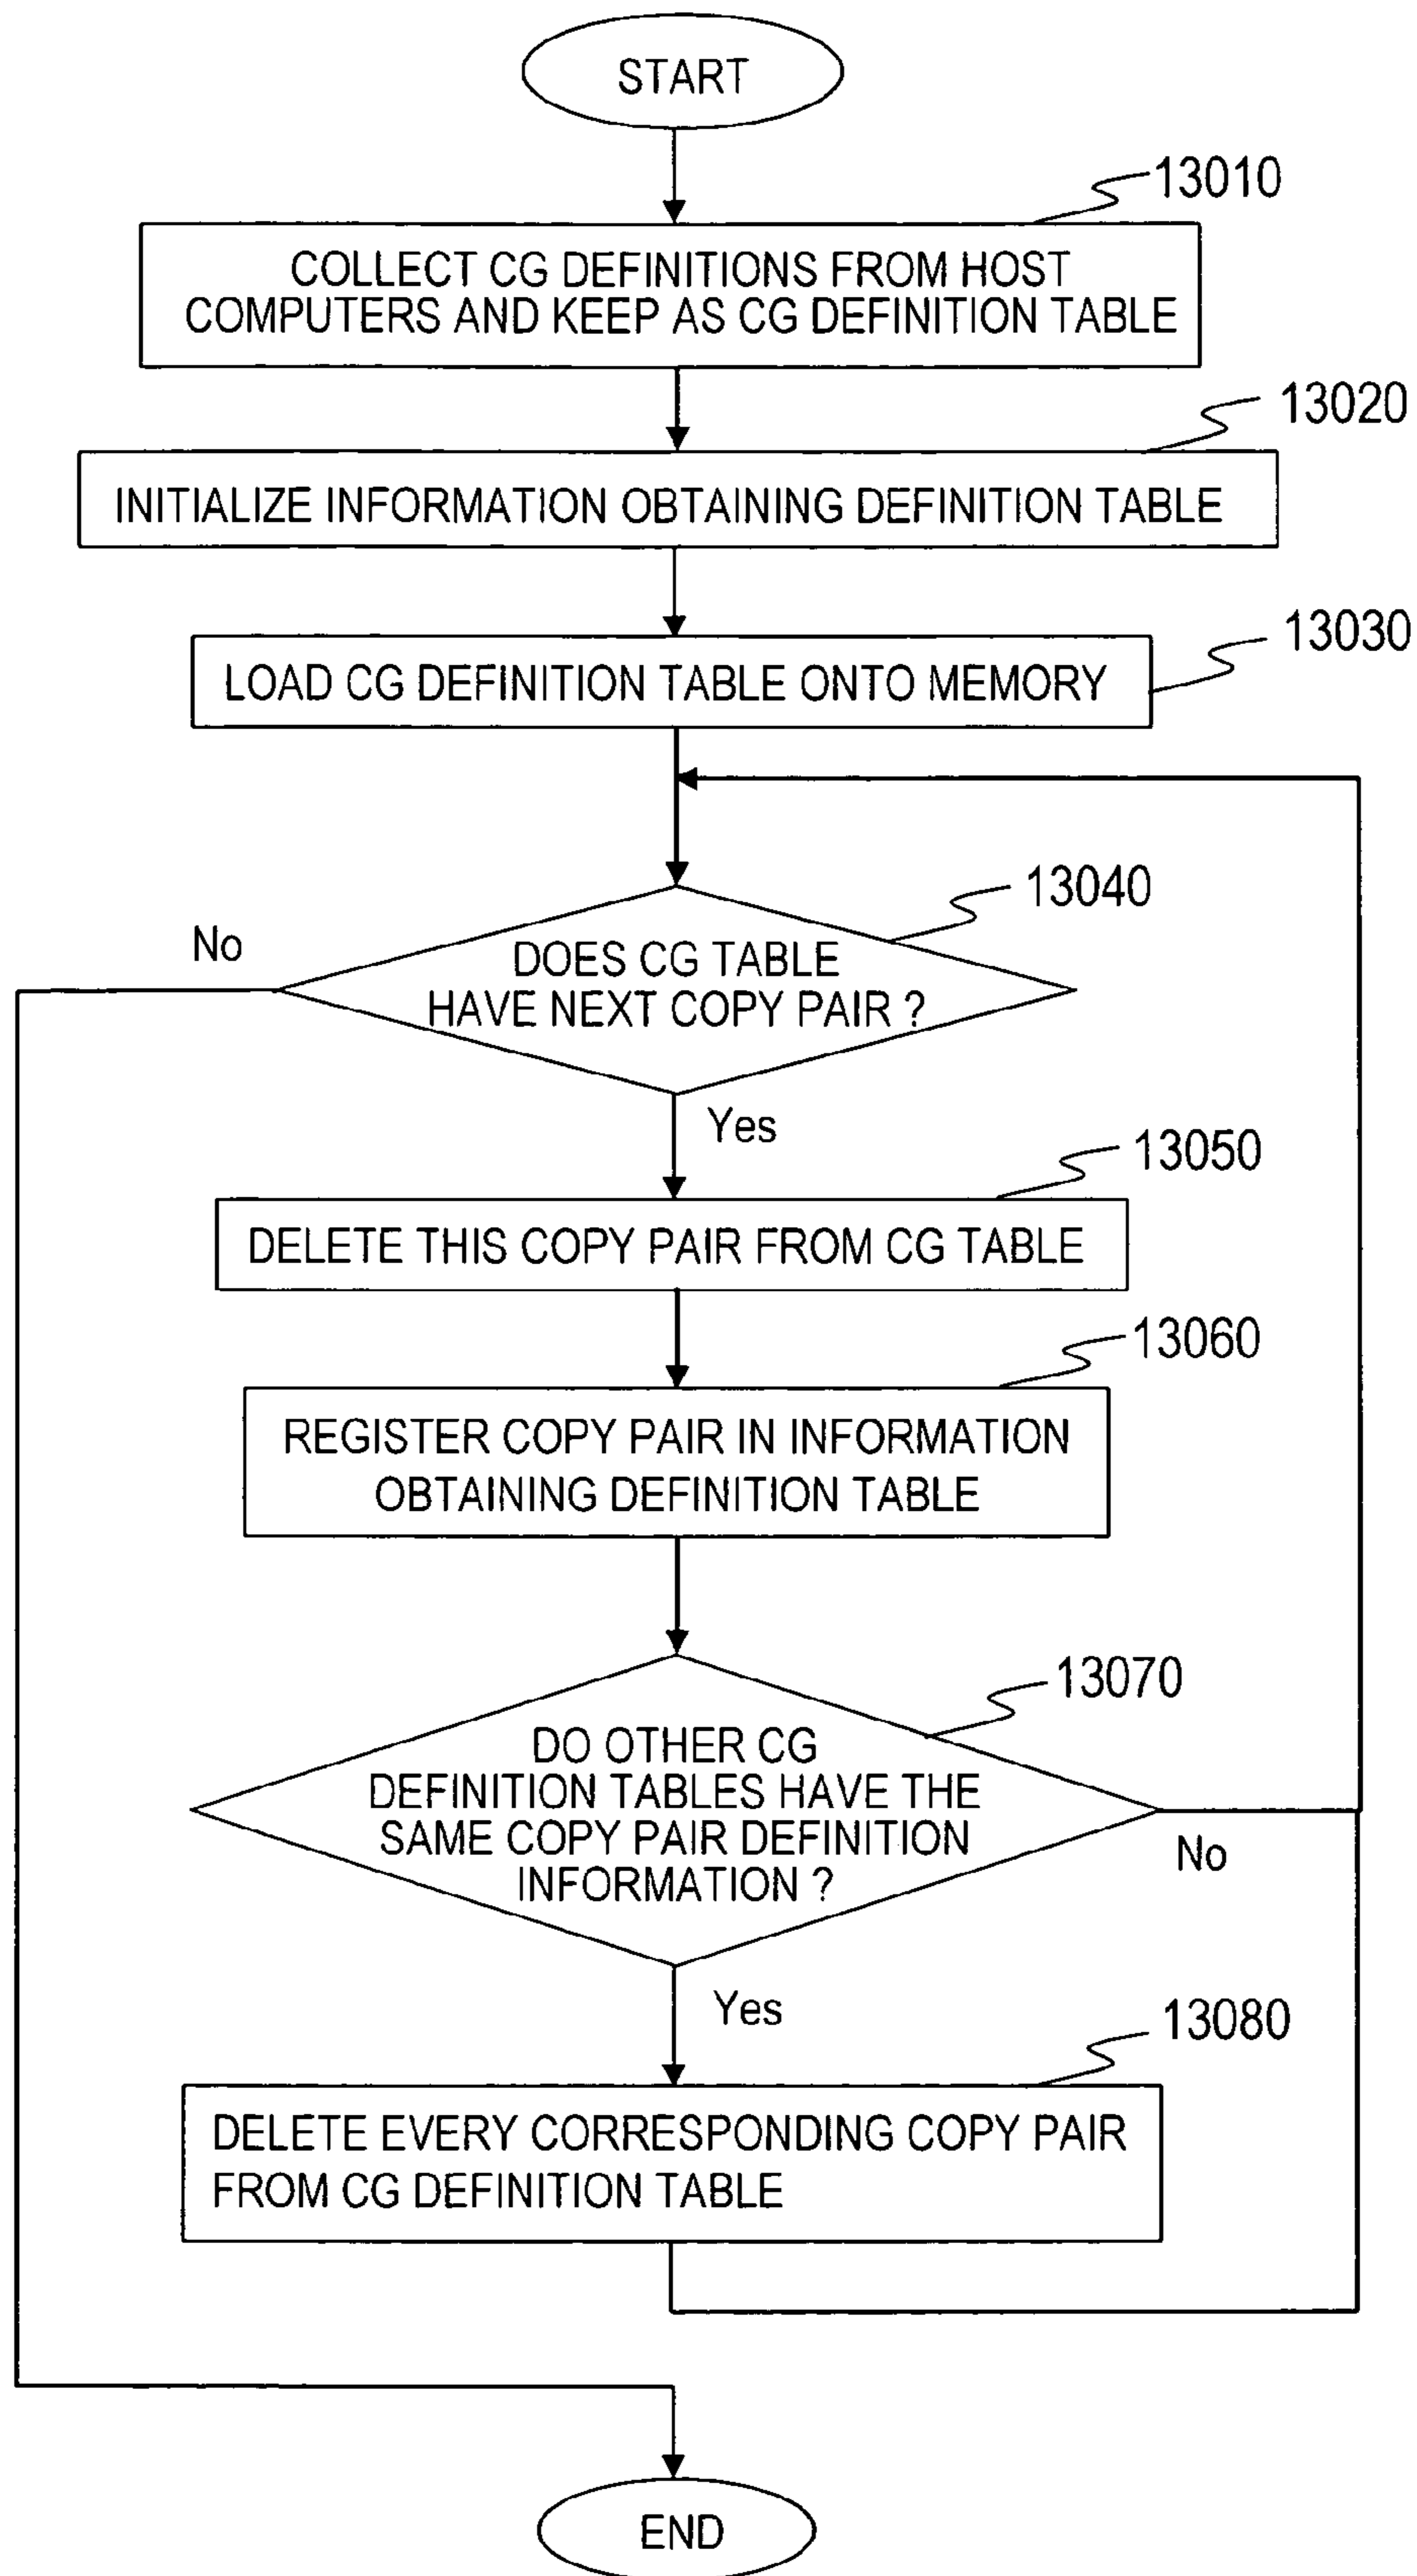 START
13010
COLLECT CG DEFINITIONS FROM HOST
COMPUTERS AND KEEP AS CG DEFINITION TABLE
13020
INITIALIZE INFORMATION OBTAINING DEFINITION TABLE
13030
LOAD CG DEFINITION TABLE ONTO MEMORY
13040
No
DOES CG TABLE
HAVE NEXT COPY PAIR ?
Yes
13050
DELETE THIS COPY PAIR FROM CG TABLE
13060
REGISTER COPY PAIR IN INFORMATION
OBTAINING DEFINITION TABLE
13070
DO OTHER CG
DEFINITION TABLES HAVE THE
SAME COPY PAIR DEFINITION
INFORMATION ?
No
Yes
13080
DELETE EVERY CORRESPONDING COPY PAIR
FROM CG DEFINITION TABLE
END